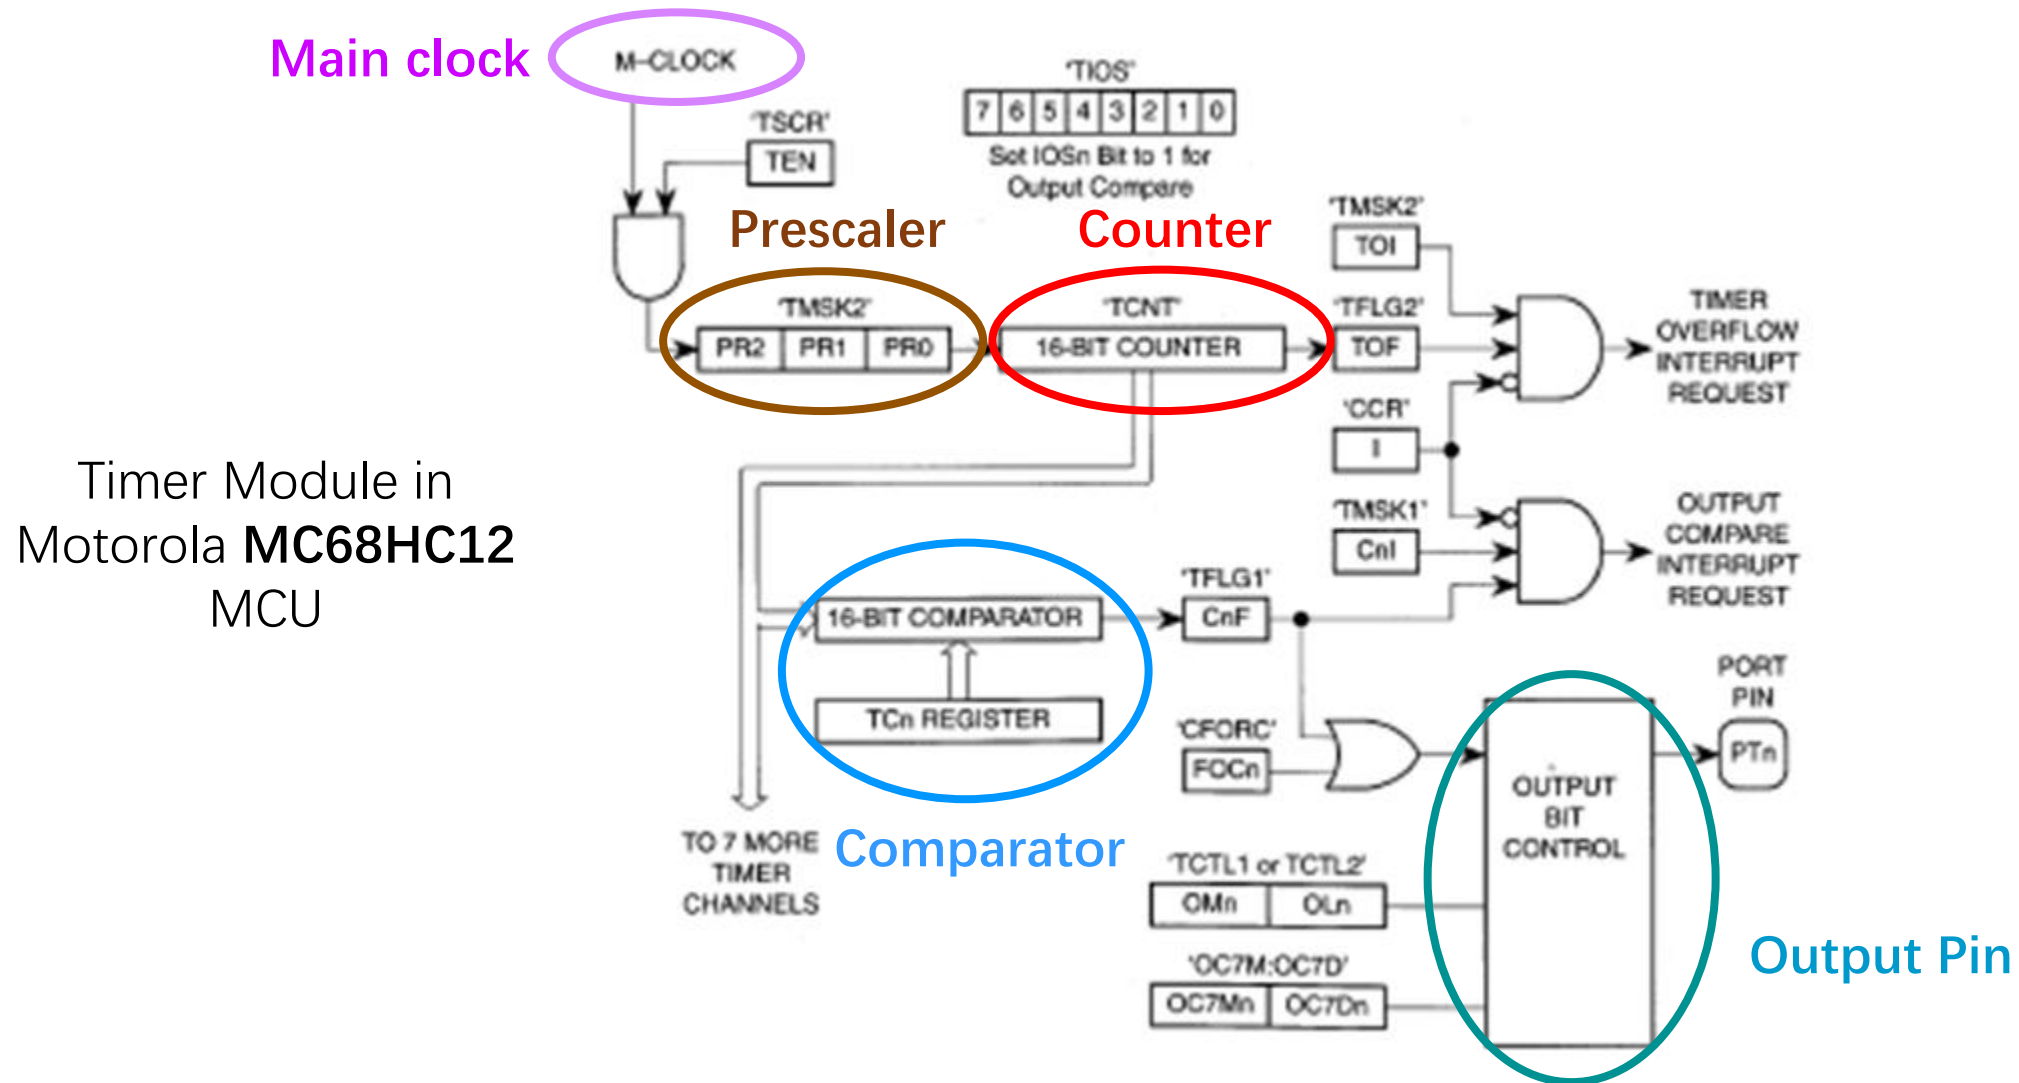 Main clock
M-CLOCK
'TIOS'
7 6 5 4 3 2 1 0
Set IOSn Bit to 1 for
Output Compare
'TSCR'
TEN
Prescaler
Counter
'TMSK2'
TOI
'TMSK2'
PR2 PR1 PR0
'TCNT'
16-BIT COUNTER
'TFLG2'
TOF
TIMER
OVERFLOW
INTERRUPT
REQUEST
'CCR'
I
Timer Module in
Motorola MC68HC12
MCU
'TMSK1'
CnI
OUTPUT
COMPARE
INTERRUPT
REQUEST
16-BIT COMPARATOR
'TFLG1'
CnF
TCn REGISTER
'CFORC'
FOCn
PORT
PIN
PTn
OUTPUT
BIT
CONTROL
TO 7 MORE
TIMER
CHANNELS
Comparator
'TCTL1 or TCTL2'
OMn OLn
'OC7M:OC7D'
OC7Mn OC7Dn
Output Pin